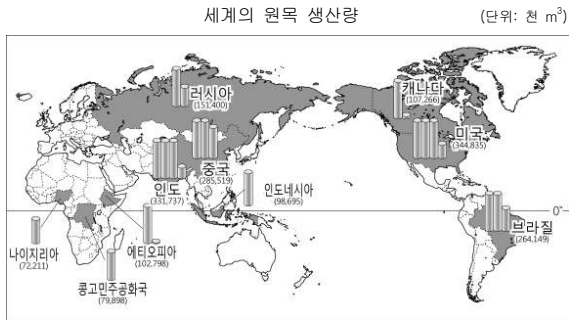 세계의 원목 생산량
(단위: 천 m³)
러시아
(151,400)
캐나다
(107,266)
미국
(344,835)
중국
(285,519)
인도
(331,737)
인도네시아
(98,695)
0°
브라질
(264,149)
나이지리아
(72,211)
에티오피아
(102,798)
콩고민주공화국
(79,898)